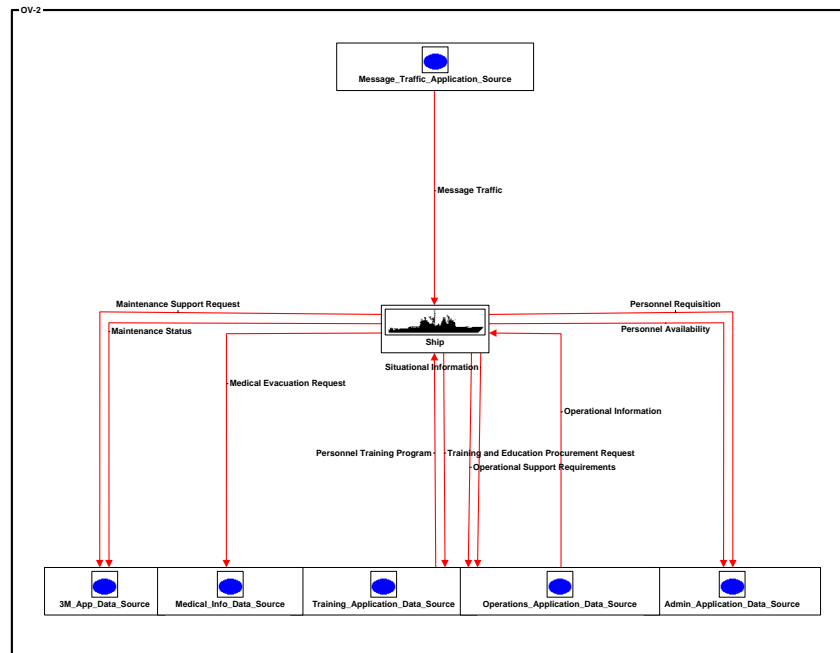 OV-2
Message_Traffic_Application_Source
Message Traffic
Maintenance Support Request
Personnel Requisition
Maintenance Status
Personnel Availability
Ship
Situational Information
Medical Evacuation Request
Operational Information
Personnel Training Program
Training and Education Procurement Request
Operational Support Requirements
3M_App_Data_Source
Medical_Info_Data_Source
Training_Application_Data_Source
Operations_Application_Data_Source
Admin_Application_Data_Source